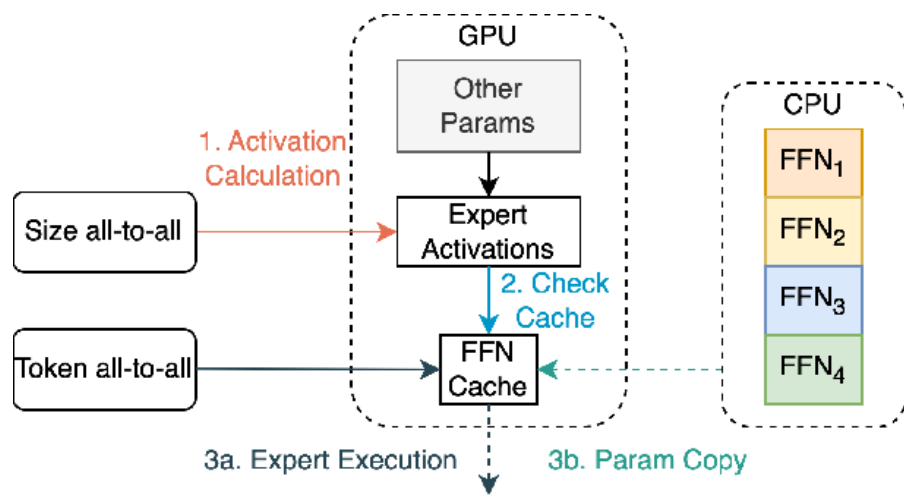 GPU
Other
Params
CPU
1. Activation
Calculation
FFN₁
Size all-to-all
Expert
Activations
FFN₂
2. Check
Cache
FFN₃
Token all-to-all
FFN
Cache
FFN₄
3a. Expert Execution
3b. Param Copy